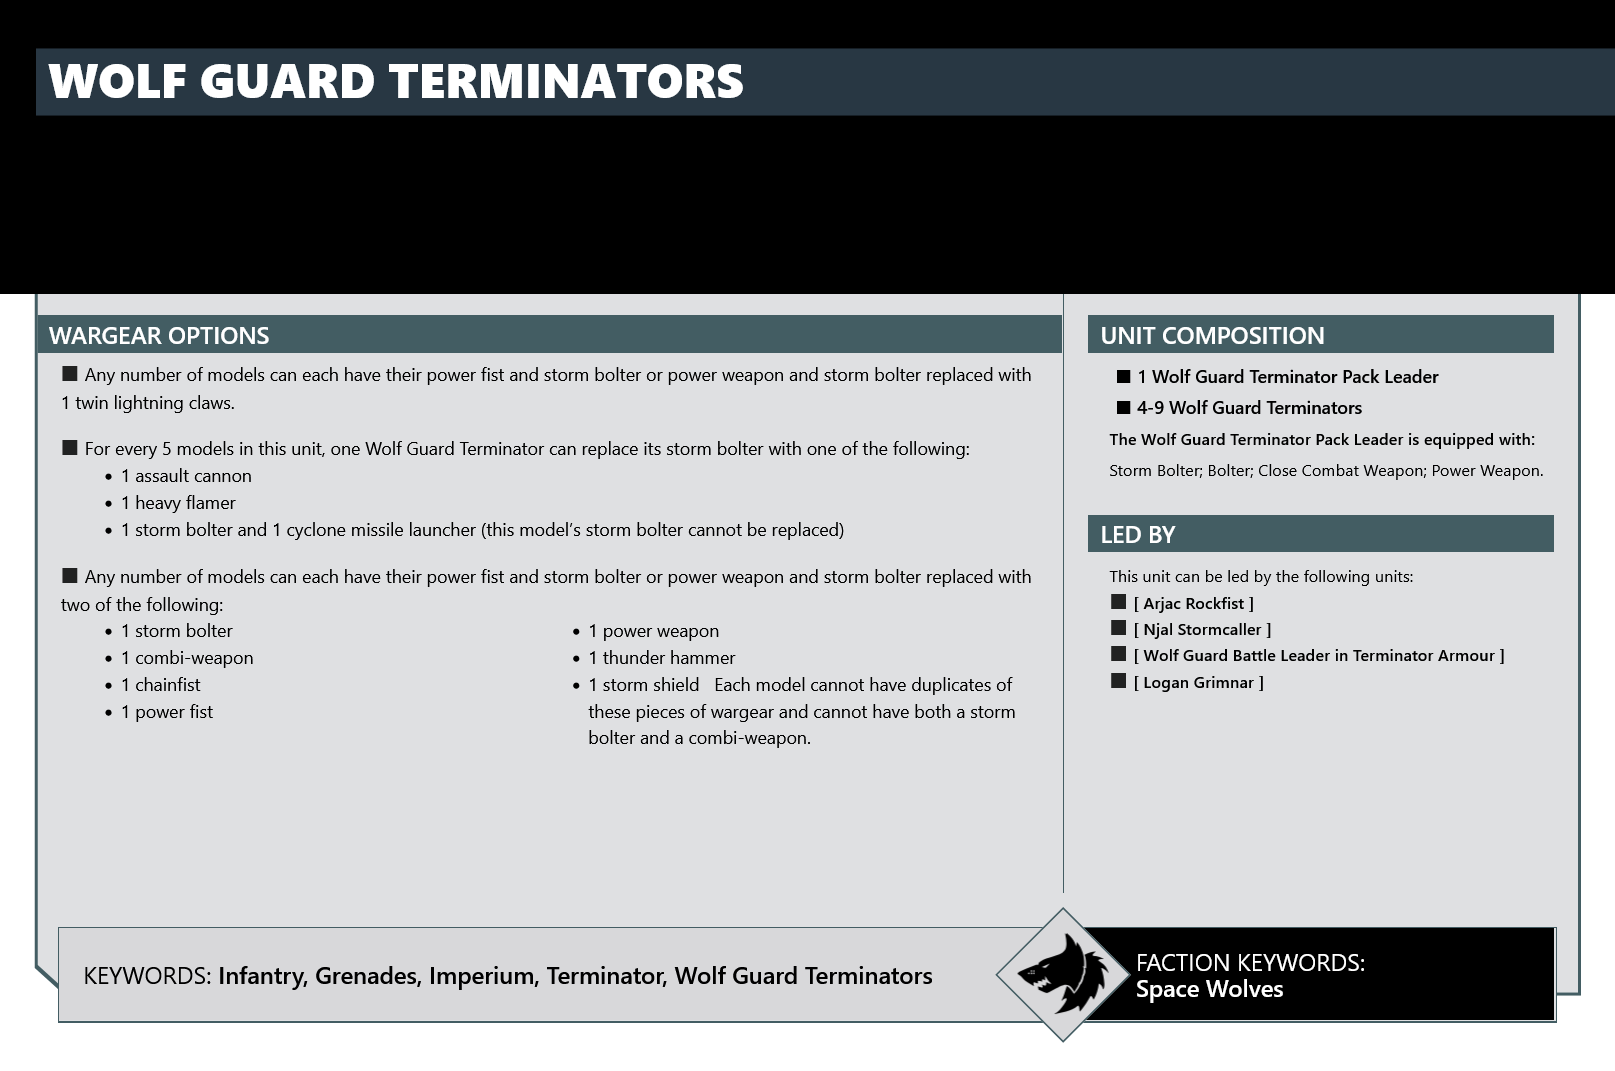 WOLF GUARD TERMINATORS
WARGEAR OPTIONS
■ Any number of models can each have their power fist and storm bolter or power weapon and storm bolter replaced with
1 twin lightning claws.
■ For every 5 models in this unit, one Wolf Guard Terminator can replace its storm bolter with one of the following:
• 1 assault cannon
• 1 heavy flamer
• 1 storm bolter and 1 cyclone missile launcher (this model's storm bolter cannot be replaced)
■ Any number of models can each have their power fist and storm bolter or power weapon and storm bolter replaced with
two of the following:
• 1 storm bolter
• 1 combi-weapon
• 1 chainfist
• 1 power fist
• 1 power weapon
• 1 thunder hammer
• 1 storm shield Each model cannot have duplicates of
these pieces of wargear and cannot have both a storm
bolter and a combi-weapon.
UNIT COMPOSITION
■ 1 Wolf Guard Terminator Pack Leader
■ 4-9 Wolf Guard Terminators
The Wolf Guard Terminator Pack Leader is equipped with:
Storm Bolter; Bolter; Close Combat Weapon; Power Weapon.
LED BY
This unit can be led by the following units:
■ [ Arjac Rockfist ]
■ [ Njal Stormcaller ]
■ [ Wolf Guard Battle Leader in Terminator Armour ]
■ [ Logan Grimnar ]
KEYWORDS: Infantry, Grenades, Imperium, Terminator, Wolf Guard Terminators
FACTION KEYWORDS:
Space Wolves